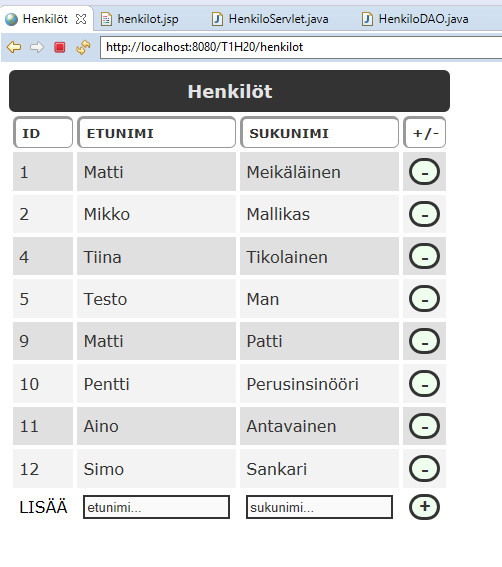 Henkilöt henkilot.jsp HenkiloServlet.java HenkiloDAO.java
http://localhost:8080/T1H20/henkilot
Henkilöt
ID ETUNIMI SUKUNIMI +/-
1 Matti Meikäläinen -
2 Mikko Mallikas -
4 Tiina Tikolainen -
5 Testo Man -
9 Matti Patti -
10 Pentti Perusinsinööri -
11 Aino Antavainen -
12 Simo Sankari -
LISÄÄ etunimi... sukunimi... +